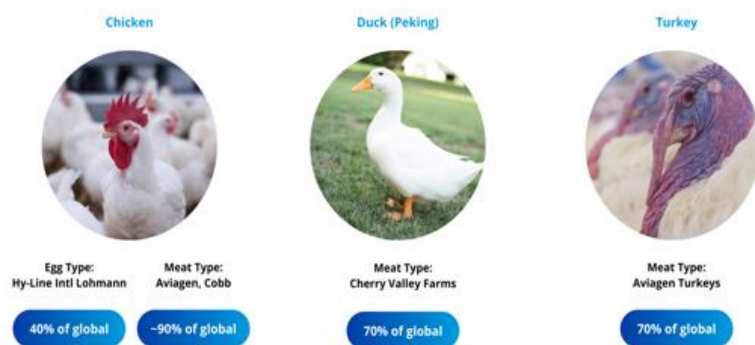 Chicken
Duck (Peking)
Turkey
Egg Type:
Hy-Line Intl Lohmann
Meat Type:
Aviagen, Cobb
Meat Type:
Cherry Valley Farms
Meat Type:
Aviagen Turkeys
40% of global
~90% of global
70% of global
70% of global